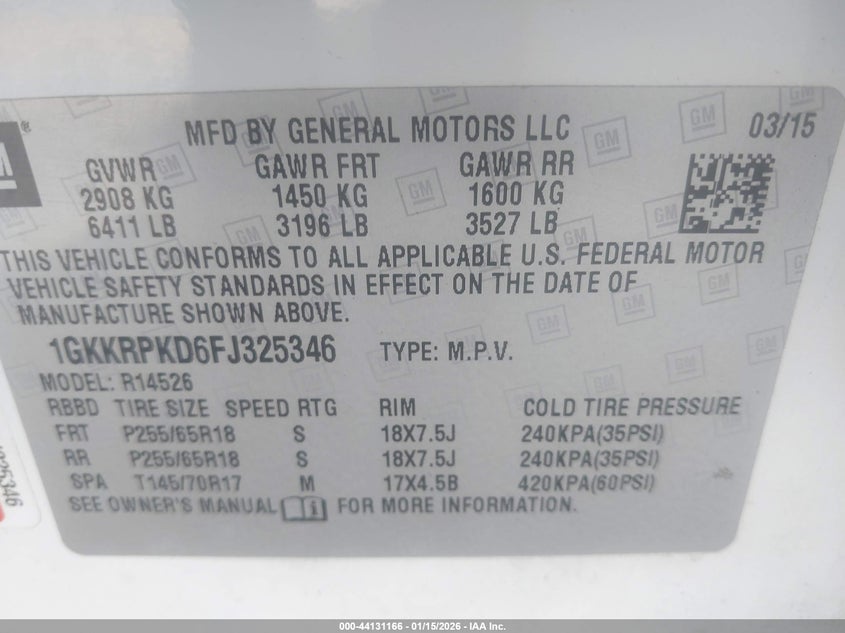 MFD BY GENERAL MOTORS LLC 03/15
GVWR GAWR FRT GAWR RR
2908 KG 1450 KG 1600 KG
6411 LB 3196 LB 3527 LB
THIS VEHICLE CONFORMS TO ALL APPLICABLE U.S. FEDERAL MOTOR
VEHICLE SAFETY STANDARDS IN EFFECT ON THE DATE OF
MANUFACTURE SHOWN ABOVE.
1GKKRPKD6FJ325346 TYPE: M.P.V.
MODEL: R14526
RBBD TIRE SIZE SPEED RTG RIM COLD TIRE PRESSURE
FRT P255/65R18 S 18X7.5J 240KPA(35PSI)
RR P255/65R18 S 18X7.5J 240KPA(35PSI)
SPA T145/70R17 M 17X4.5B 420KPA(60PSI)
SEE OWNER'S MANUAL FOR MORE INFORMATION.
000-44131166 - 01/15/2026 - IAA Inc.